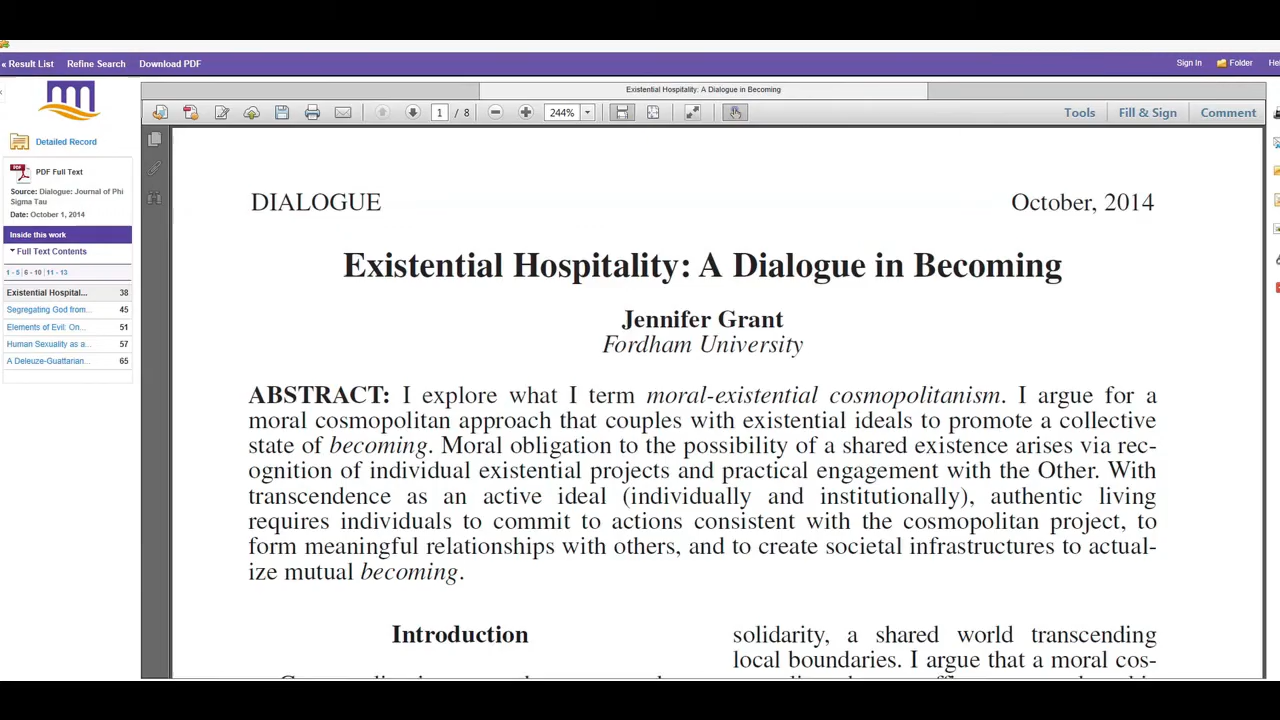 « Result List Refine Search Download PDF Sign In Folder
Existential Hospitality: A Dialogue in Becoming
1 / 8 244% Tools Fill & Sign Comment
Detailed Record
PDF Full Text
Source: Dialogue: Journal of Phi
Sigma Tau
Date: October 1, 2014
Inside this work
Full Text Contents
1 - 5 6 - 10 11 - 13
Existential Hospital... 38
Segregating God from... 45
Elements of Evil: On... 51
Human Sexuality as a... 57
A Deleuze-Guattarian... 65
DIALOGUE October, 2014
Existential Hospitality: A Dialogue in Becoming
Jennifer Grant
Fordham University
ABSTRACT: I explore what I term moral-existential cosmopolitanism. I argue for a
moral cosmopolitan approach that couples with existential ideals to promote a collective
state of becoming. Moral obligation to the possibility of a shared existence arises via rec-
ognition of individual existential projects and practical engagement with the Other. With
transcendence as an active ideal (individually and institutionally), authentic living
requires individuals to commit to actions consistent with the cosmopolitan project, to
form meaningful relationships with others, and to create societal infrastructures to actual-
ize mutual becoming.
Introduction
solidarity, a shared world transcending
local boundaries. I argue that a moral cos-